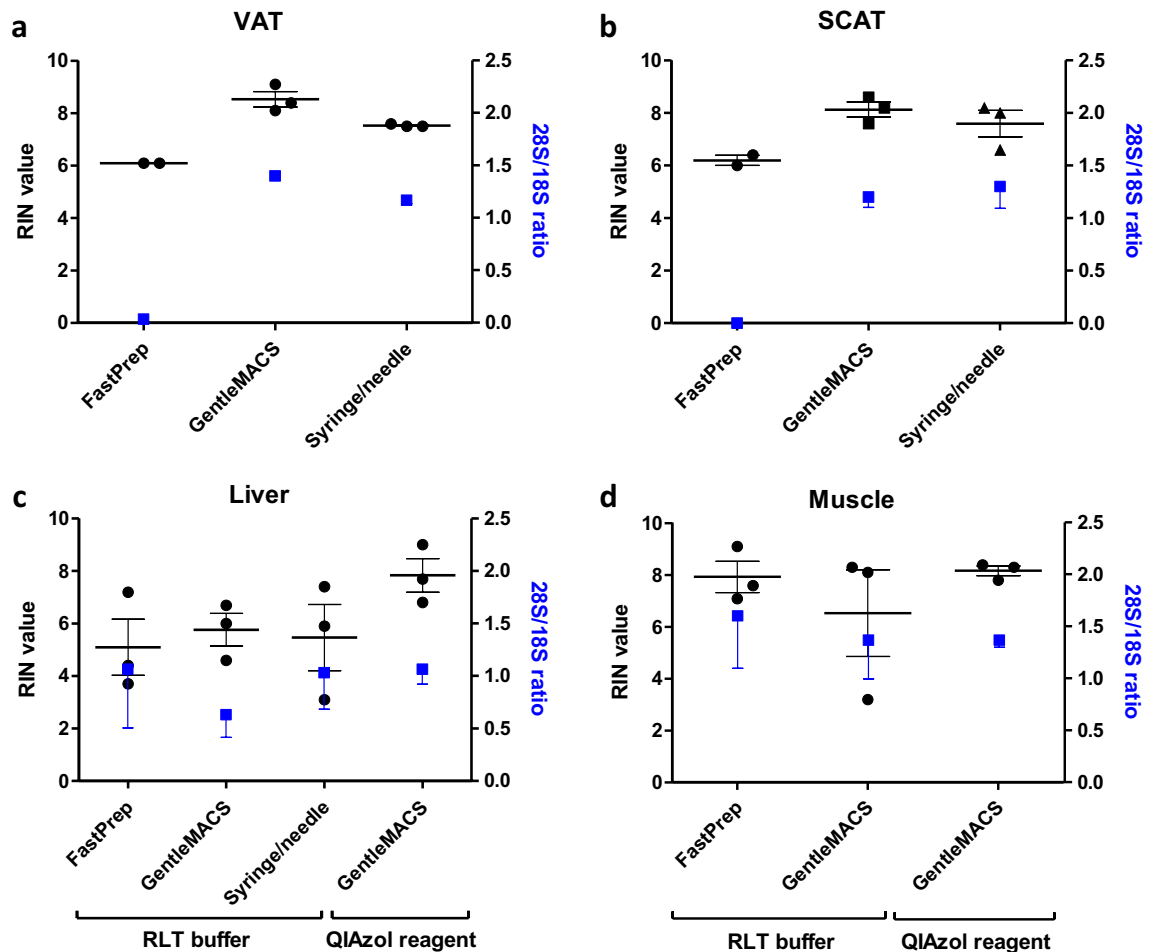 a
VAT
10
8
6
4
2
0
RIN value
2.5
2.0
1.5
1.0
0.5
0.0
28S/18S ratio
FastPrep
GentleMACS
Syringe/needle
b
SCAT
10
8
6
4
2
0
RIN value
2.5
2.0
1.5
1.0
0.5
0.0
28S/18S ratio
FastPrep
GentleMACS
Syringe/needle
c
Liver
10
8
6
4
2
0
RIN value
2.5
2.0
1.5
1.0
0.5
0.0
28S/18S ratio
FastPrep
GentleMACS
Syringe/needle
GentleMACS
RLT buffer
QIAzol reagent
d
Muscle
10
8
6
4
2
0
RIN value
2.5
2.0
1.5
1.0
0.5
0.0
28S/18S ratio
FastPrep
GentleMACS
GentleMACS
RLT buffer
QIAzol reagent